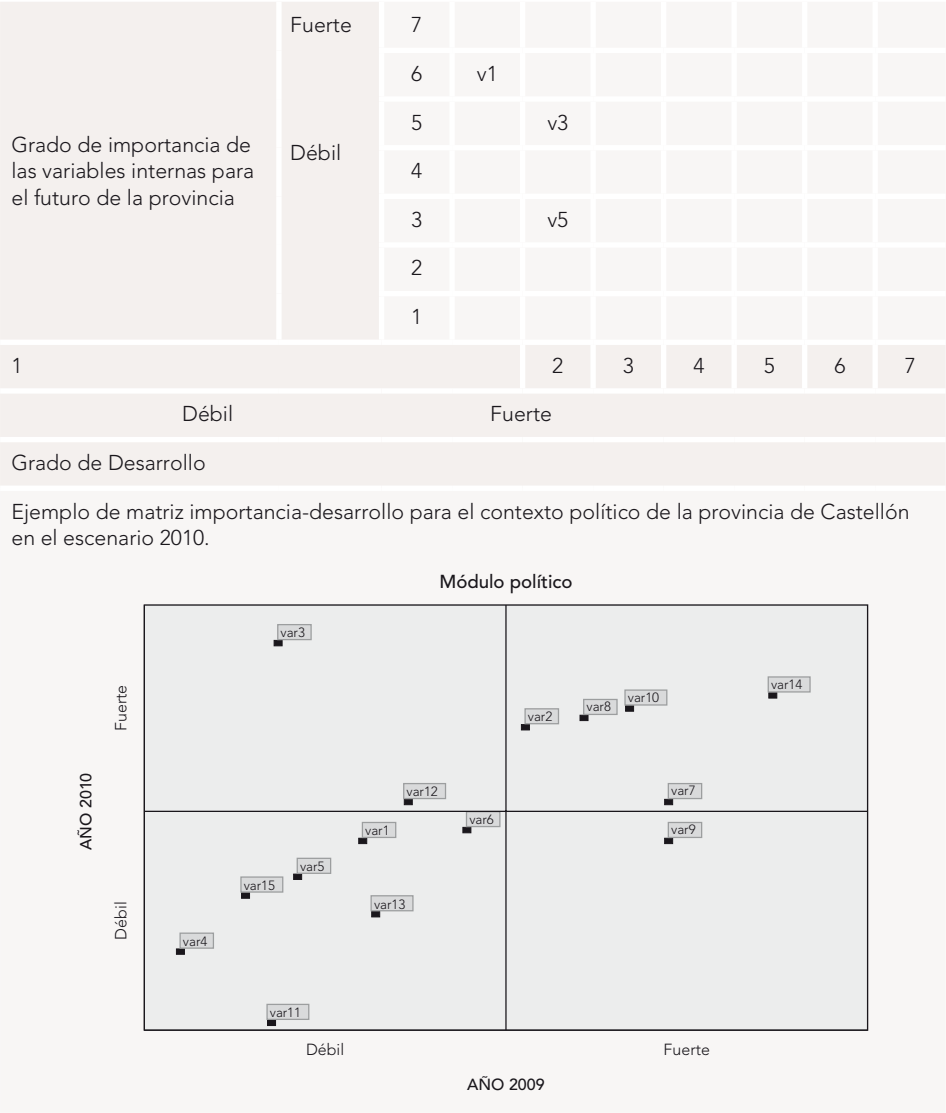 Fuerte 7
6 v1
5 v3
Grado de importancia de
las variables internas para
el futuro de la provincia
Débil
4
3 v5
2
1
1 2 3 4 5 6 7
Débil Fuerte
Grado de Desarrollo
Ejemplo de matriz importancia-desarrollo para el contexto político de la provincia de Castellón
en el escenario 2010.
Módulo político
var3
var14
var10
var8
var2
Fuerte
var12
var7
AÑO 2010
var6
var1
var9
var5
var15
var13
Débil
var4
var11
Débil Fuerte
AÑO 2009